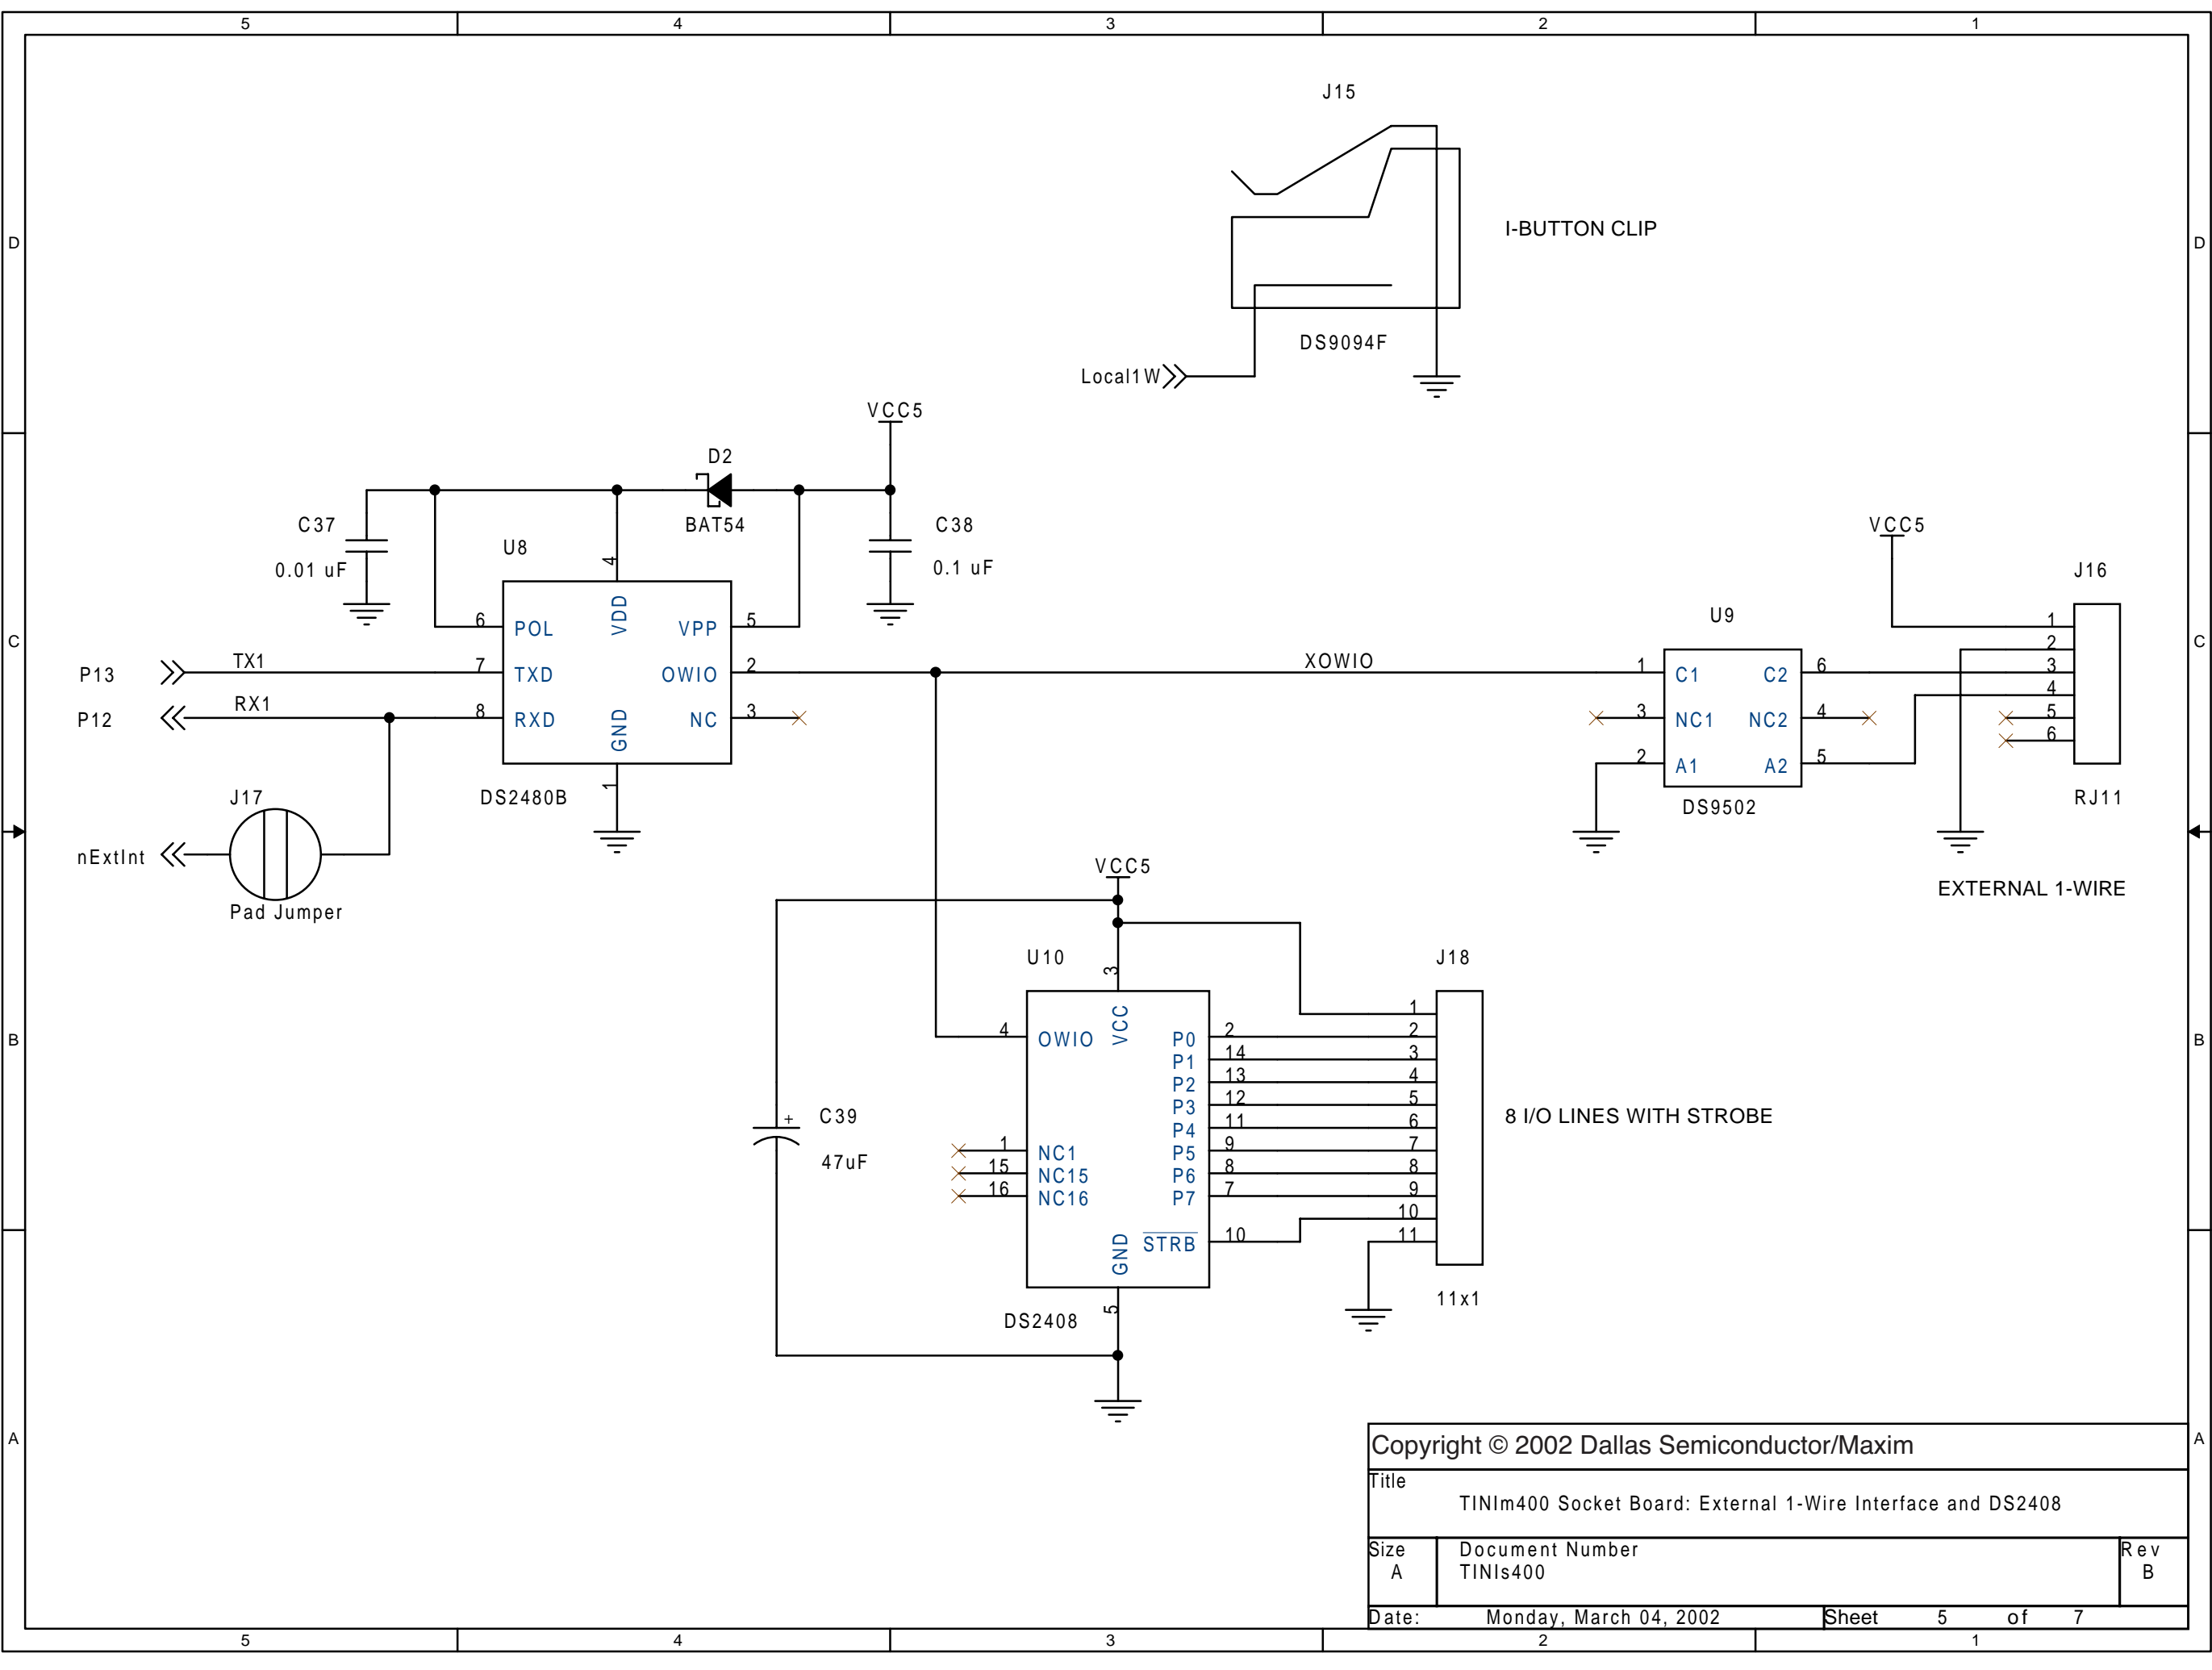 5 4 3 2 1
J15
D D
I-BUTTON CLIP
DS9094F
Local1W
VCC5
D2
BAT54
C37
0.01 uF
C38
0.1 uF
U8
4
VDD
6 POL
VPP 5
P13 TX1 7 TXD
OWIO 2
XOWIO
P12 RX1 8 RXD
NC 3
GND
1
DS2480B
J17
nExtInt
Pad Jumper
C C
VCC5
J16
U9
1 C1 C2 6
3 NC1 NC2 4
2 A1 A2 5
DS9502
1
2
3
4
5
6
RJ11
EXTERNAL 1-WIRE
VCC5
U10
3
VCC
J18
1
4 OWIO P0 2 2
P1 14 3
P2 13 4
P3 12 5
P4 11 6
1 NC1 P5 9 7
15 NC15 P6 8 8
16 NC16 P7 7 9
10
STRB 10 11
GND
5
DS2408
11x1
8 I/O LINES WITH STROBE
+ C39
47uF
B B
A A
Copyright © 2002 Dallas Semiconductor/Maxim
Title
TINIm400 Socket Board: External 1-Wire Interface and DS2408
Size
A
Document Number
TINIs400
Rev
B
Date: Monday, March 04, 2002 Sheet 5 of 7
5 4 3 2 1